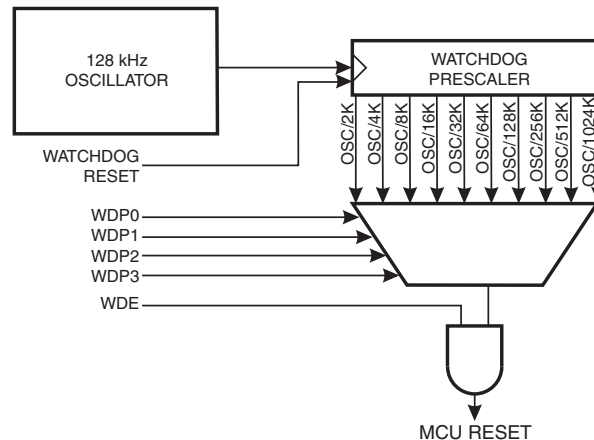 128 kHz
OSCILLATOR
WATCHDOG
PRESCALER
OSC/2K
OSC/4K
OSC/8K
OSC/16K
OSC/32K
OSC/64K
OSC/128K
OSC/256K
OSC/512K
OSC/1024K
WATCHDOG
RESET
WDP0
WDP1
WDP2
WDP3
WDE
MCU RESET